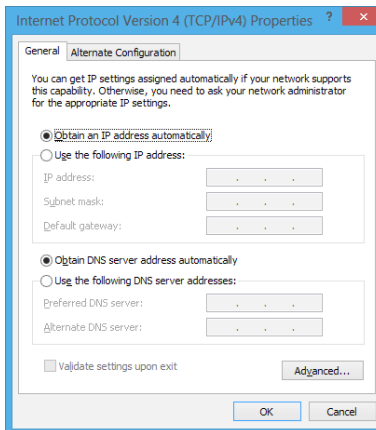 Internet Protocol Version 4 (TCP/IPv4) Properties ? ×
General Alternate Configuration
You can get IP settings assigned automatically if your network supports
this capability. Otherwise, you need to ask your network administrator
for the appropriate IP settings.
Obtain an IP address automatically
Use the following IP address:
IP address:
Subnet mask:
Default gateway:
Obtain DNS server address automatically
Use the following DNS server addresses:
Preferred DNS server:
Alternate DNS server:
Validate settings upon exit
Advanced...
OK Cancel